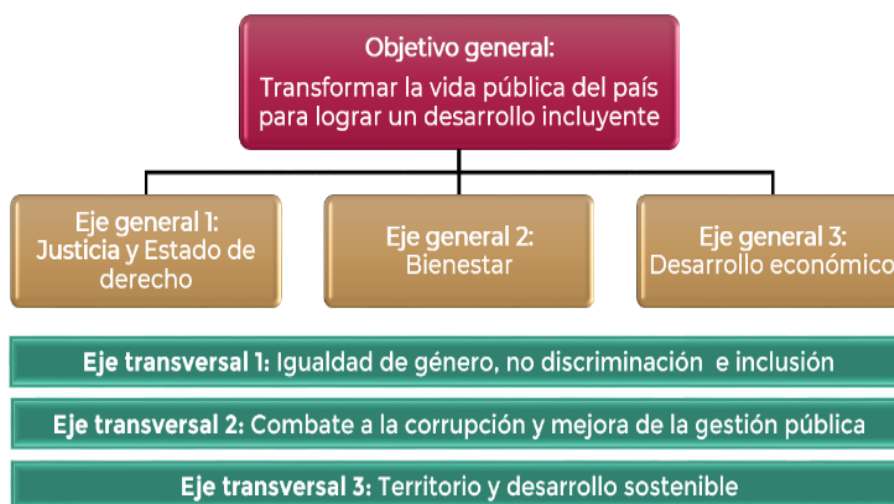 Objetivo general:
Transformar la vida pública del país
para lograr un desarrollo incluyente
Eje general 1:
Justicia y Estado de
derecho
Eje general 2:
Bienestar
Eje general 3:
Desarrollo económico
Eje transversal 1: Igualdad de género, no discriminación e inclusión
Eje transversal 2: Combate a la corrupción y mejora de la gestión pública
Eje transversal 3: Territorio y desarrollo sostenible